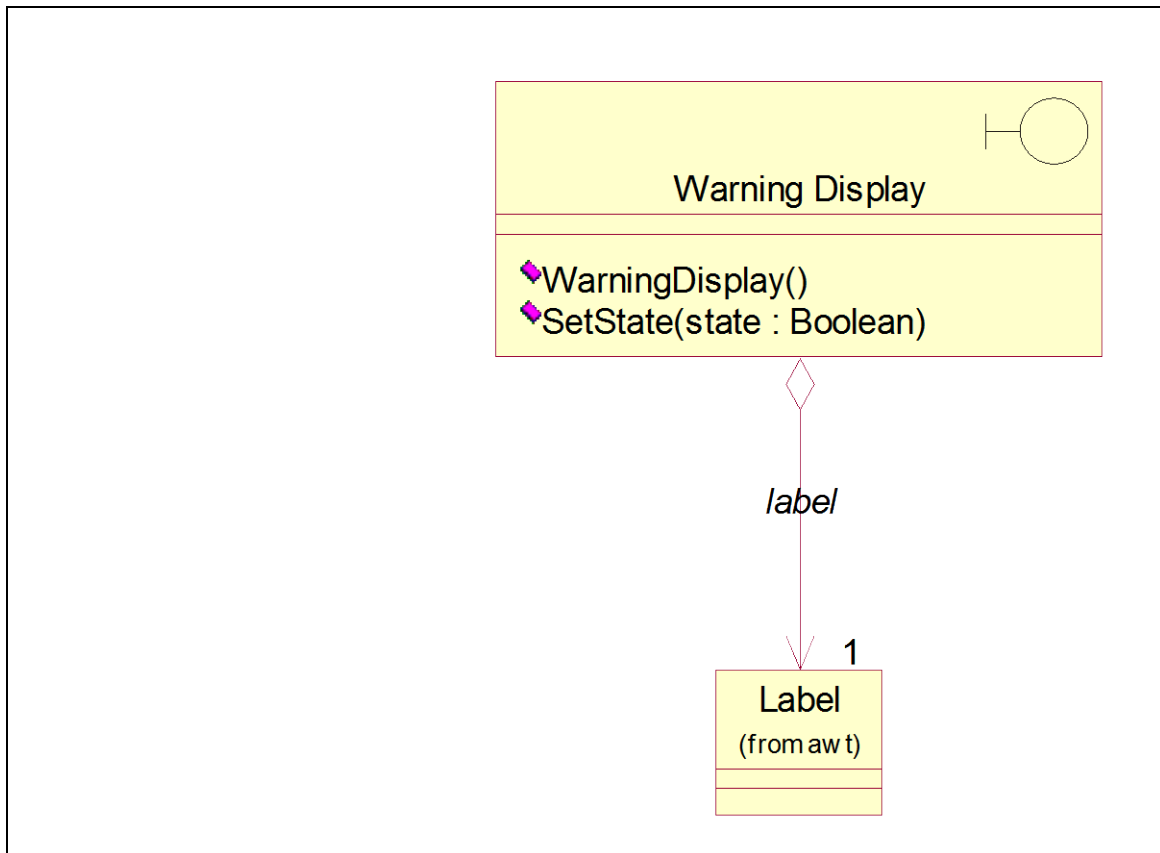 Warning Display
WarningDisplay()
SetState(state : Boolean)
label
1
Label
(from awt)